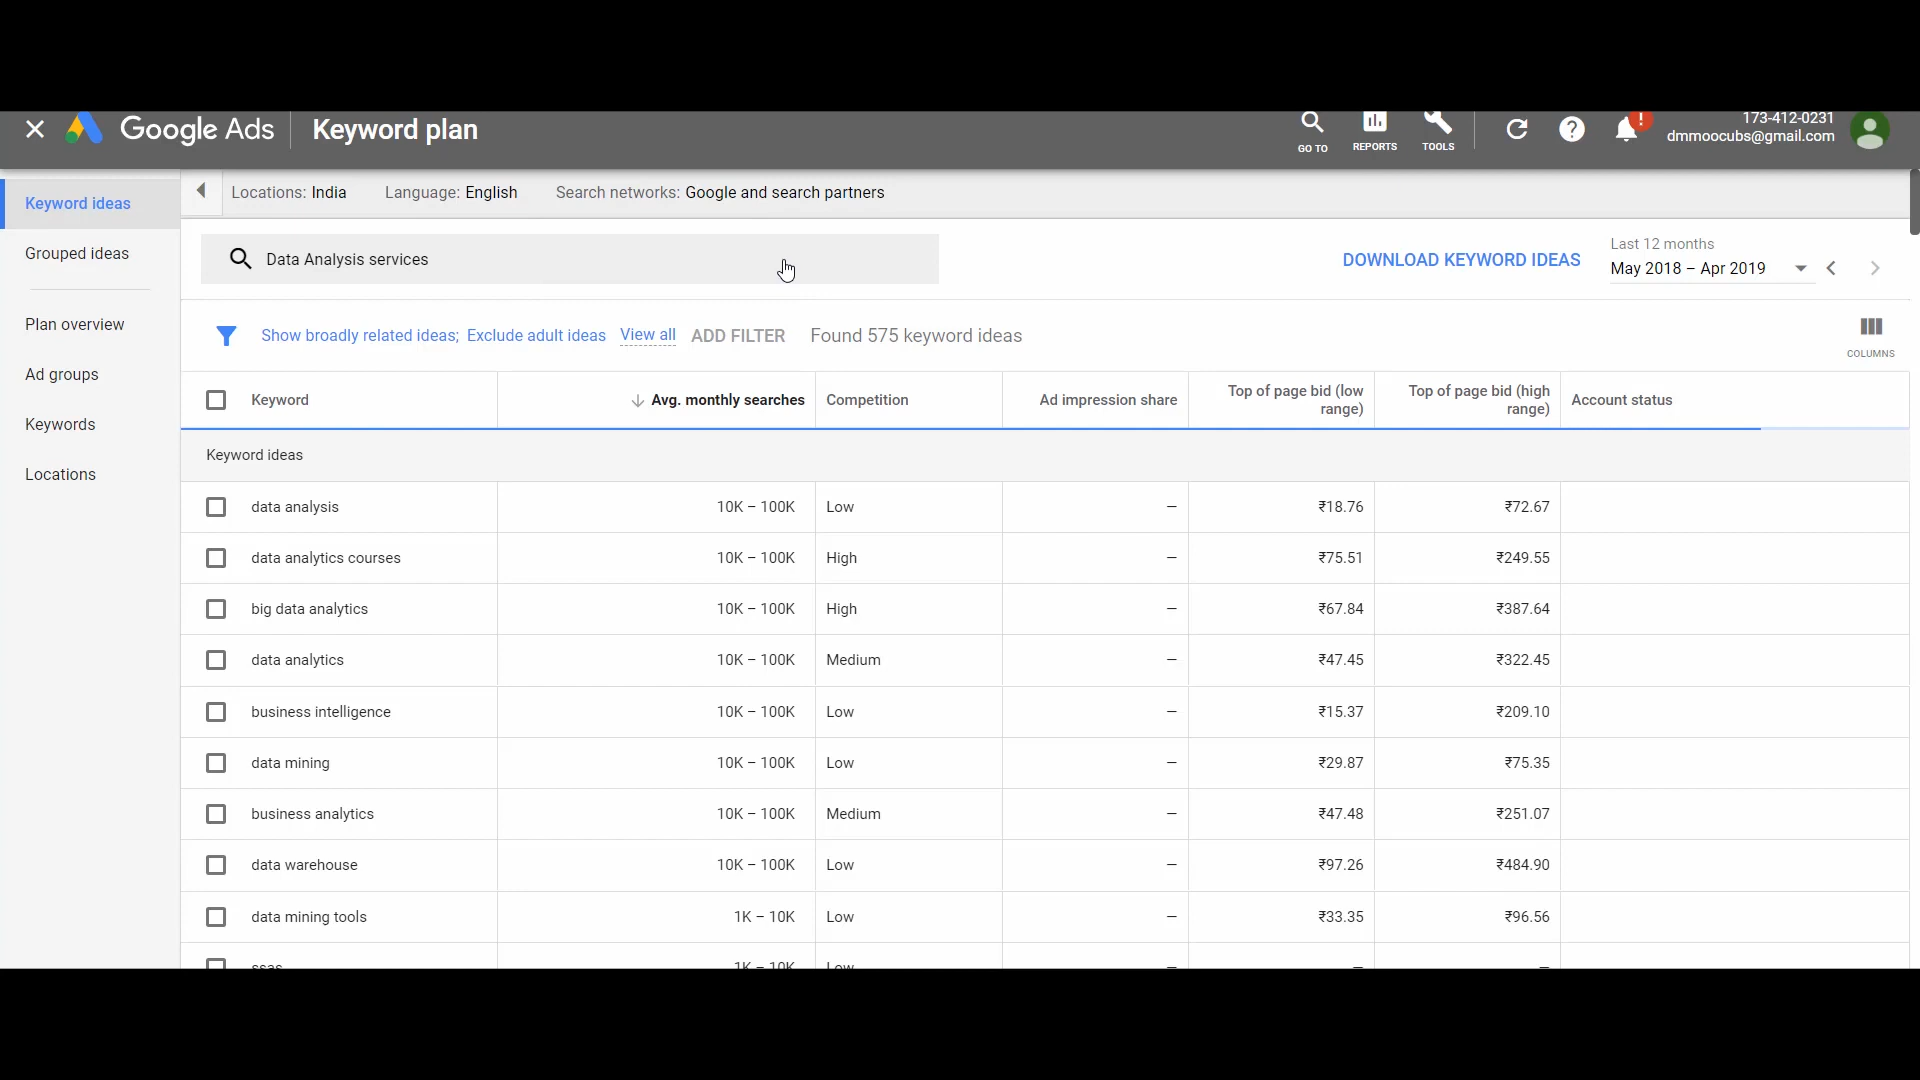 Google Ads
Keyword plan
GO TO
REPORTS
TOOLS
173-412-0231
dmmoocubs@gmail.com
Keyword ideas
Grouped ideas
Plan overview
Ad groups
Keywords
Locations
Locations: India
Language: English
Search networks: Google and search partners
Data Analysis services
DOWNLOAD KEYWORD IDEAS
Last 12 months
May 2018 – Apr 2019
Show broadly related ideas; Exclude adult ideas View all ADD FILTER Found 575 keyword ideas
COLUMNS
Keyword Avg. monthly searches Competition Ad impression share Top of page bid (low range) Top of page bid (high range) Account status
Keyword ideas
data analysis 10K – 100K Low – ₹18.76 ₹72.67
data analytics courses 10K – 100K High – ₹75.51 ₹249.55
big data analytics 10K – 100K High – ₹67.84 ₹387.64
data analytics 10K – 100K Medium – ₹47.45 ₹322.45
business intelligence 10K – 100K Low – ₹15.37 ₹209.10
data mining 10K – 100K Low – ₹29.87 ₹75.35
business analytics 10K – 100K Medium – ₹47.48 ₹251.07
data warehouse 10K – 100K Low – ₹97.26 ₹484.90
data mining tools 1K – 10K Low – ₹33.35 ₹96.56
ssas 1K – 10K Low – – –